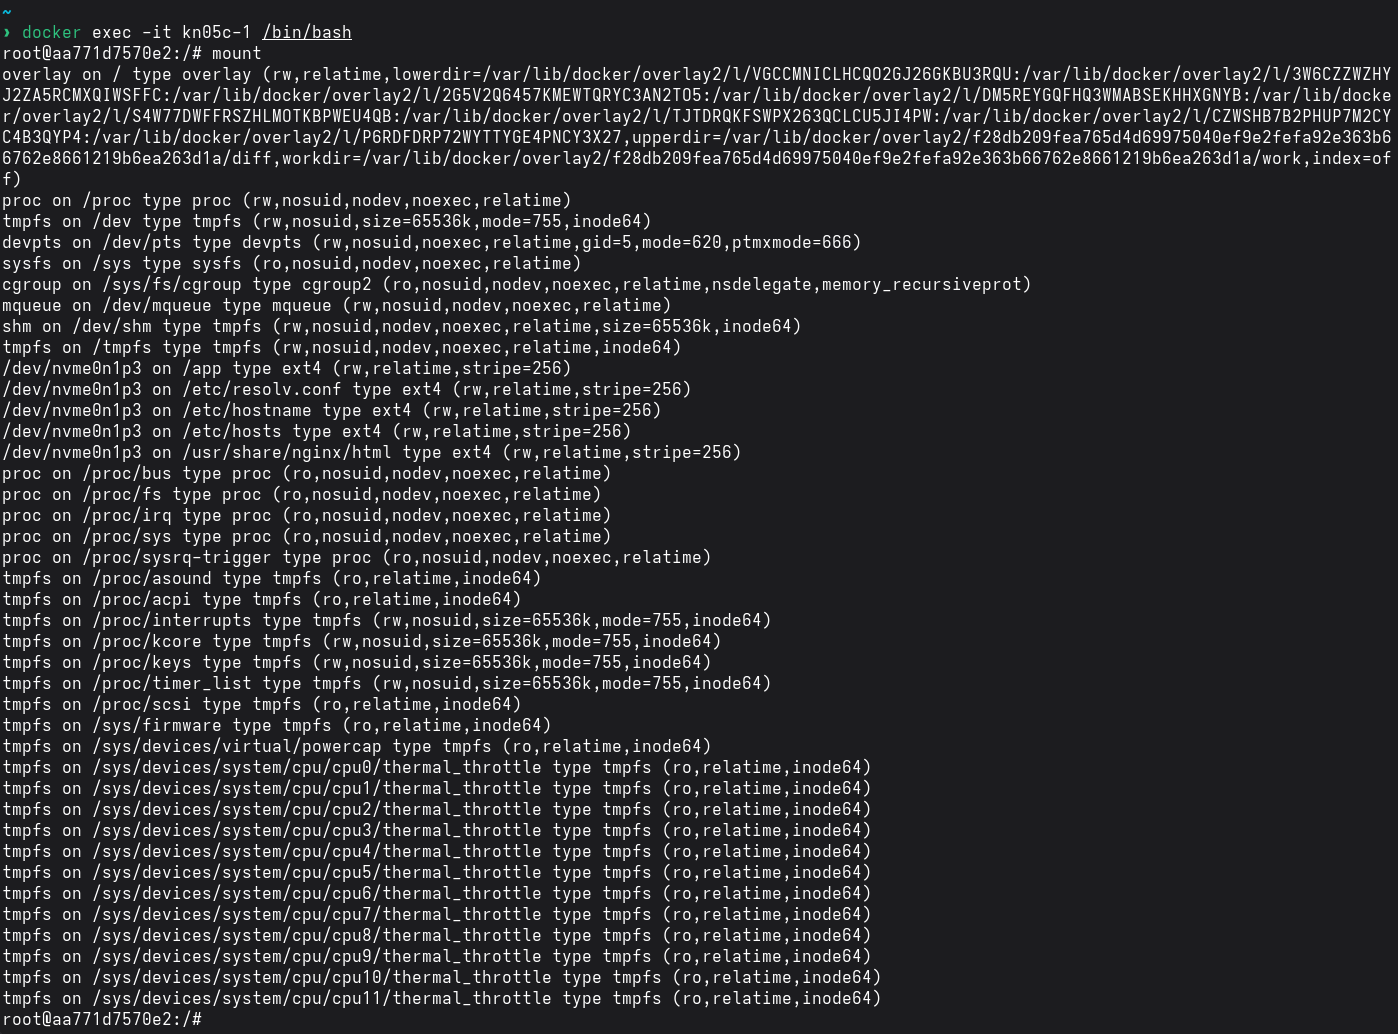 ~
› docker exec -it kn05c-1 /bin/bash
root@aa771d7570e2:/# mount
overlay on / type overlay (rw,relatime,lowerdir=/var/lib/docker/overlay2/l/VGCCMNICLHCQO2GJ26GKBU3RQU:/var/lib/docker/overlay2/l/3W6CZZWZHY
J2ZA5RCMXQIWSFFC:/var/lib/docker/overlay2/l/2G5V2Q6457KMEWTQRYC3AN2TO5:/var/lib/docker/overlay2/l/DM5REYGQFHQ3WMABSEKHHXGNYB:/var/lib/docke
r/overlay2/l/S4W77DWFFRSZHLMOTKBPWEU4QB:/var/lib/docker/overlay2/l/TJTDRQKFSWPX263QCLCU5JI4PW:/var/lib/docker/overlay2/l/CZWSHB7B2PHUP7M2CY
C4B3QYP4:/var/lib/docker/overlay2/l/P6RDFDRP72WYTTYGE4PNCY3X27,upperdir=/var/lib/docker/overlay2/f28db209fea765d4d69975040ef9e2fefa92e363b6
6762e8661219b6ea263d1a/diff,workdir=/var/lib/docker/overlay2/f28db209fea765d4d69975040ef9e2fefa92e363b66762e8661219b6ea263d1a/work,index=of
f)
proc on /proc type proc (rw,nosuid,nodev,noexec,relatime)
tmpfs on /dev type tmpfs (rw,nosuid,size=65536k,mode=755,inode64)
devpts on /dev/pts type devpts (rw,nosuid,noexec,relatime,gid=5,mode=620,ptmxmode=666)
sysfs on /sys type sysfs (ro,nosuid,nodev,noexec,relatime)
cgroup on /sys/fs/cgroup type cgroup2 (ro,nosuid,nodev,noexec,relatime,nsdelegate,memory_recursiveprot)
mqueue on /dev/mqueue type mqueue (rw,nosuid,nodev,noexec,relatime)
shm on /dev/shm type tmpfs (rw,nosuid,nodev,noexec,relatime,size=65536k,inode64)
tmpfs on /tmpfs type tmpfs (rw,nosuid,nodev,noexec,relatime,inode64)
/dev/nvme0n1p3 on /app type ext4 (rw,relatime,stripe=256)
/dev/nvme0n1p3 on /etc/resolv.conf type ext4 (rw,relatime,stripe=256)
/dev/nvme0n1p3 on /etc/hostname type ext4 (rw,relatime,stripe=256)
/dev/nvme0n1p3 on /etc/hosts type ext4 (rw,relatime,stripe=256)
/dev/nvme0n1p3 on /usr/share/nginx/html type ext4 (rw,relatime,stripe=256)
proc on /proc/bus type proc (ro,nosuid,nodev,noexec,relatime)
proc on /proc/fs type proc (ro,nosuid,nodev,noexec,relatime)
proc on /proc/irq type proc (ro,nosuid,nodev,noexec,relatime)
proc on /proc/sys type proc (ro,nosuid,nodev,noexec,relatime)
proc on /proc/sysrq-trigger type proc (ro,nosuid,nodev,noexec,relatime)
tmpfs on /proc/asound type tmpfs (ro,relatime,inode64)
tmpfs on /proc/acpi type tmpfs (ro,relatime,inode64)
tmpfs on /proc/interrupts type tmpfs (rw,nosuid,size=65536k,mode=755,inode64)
tmpfs on /proc/kcore type tmpfs (rw,nosuid,size=65536k,mode=755,inode64)
tmpfs on /proc/keys type tmpfs (rw,nosuid,size=65536k,mode=755,inode64)
tmpfs on /proc/timer_list type tmpfs (rw,nosuid,size=65536k,mode=755,inode64)
tmpfs on /proc/scsi type tmpfs (ro,relatime,inode64)
tmpfs on /sys/firmware type tmpfs (ro,relatime,inode64)
tmpfs on /sys/devices/virtual/powercap type tmpfs (ro,relatime,inode64)
tmpfs on /sys/devices/system/cpu/cpu0/thermal_throttle type tmpfs (ro,relatime,inode64)
tmpfs on /sys/devices/system/cpu/cpu1/thermal_throttle type tmpfs (ro,relatime,inode64)
tmpfs on /sys/devices/system/cpu/cpu2/thermal_throttle type tmpfs (ro,relatime,inode64)
tmpfs on /sys/devices/system/cpu/cpu3/thermal_throttle type tmpfs (ro,relatime,inode64)
tmpfs on /sys/devices/system/cpu/cpu4/thermal_throttle type tmpfs (ro,relatime,inode64)
tmpfs on /sys/devices/system/cpu/cpu5/thermal_throttle type tmpfs (ro,relatime,inode64)
tmpfs on /sys/devices/system/cpu/cpu6/thermal_throttle type tmpfs (ro,relatime,inode64)
tmpfs on /sys/devices/system/cpu/cpu7/thermal_throttle type tmpfs (ro,relatime,inode64)
tmpfs on /sys/devices/system/cpu/cpu8/thermal_throttle type tmpfs (ro,relatime,inode64)
tmpfs on /sys/devices/system/cpu/cpu9/thermal_throttle type tmpfs (ro,relatime,inode64)
tmpfs on /sys/devices/system/cpu/cpu10/thermal_throttle type tmpfs (ro,relatime,inode64)
tmpfs on /sys/devices/system/cpu/cpu11/thermal_throttle type tmpfs (ro,relatime,inode64)
root@aa771d7570e2:/#